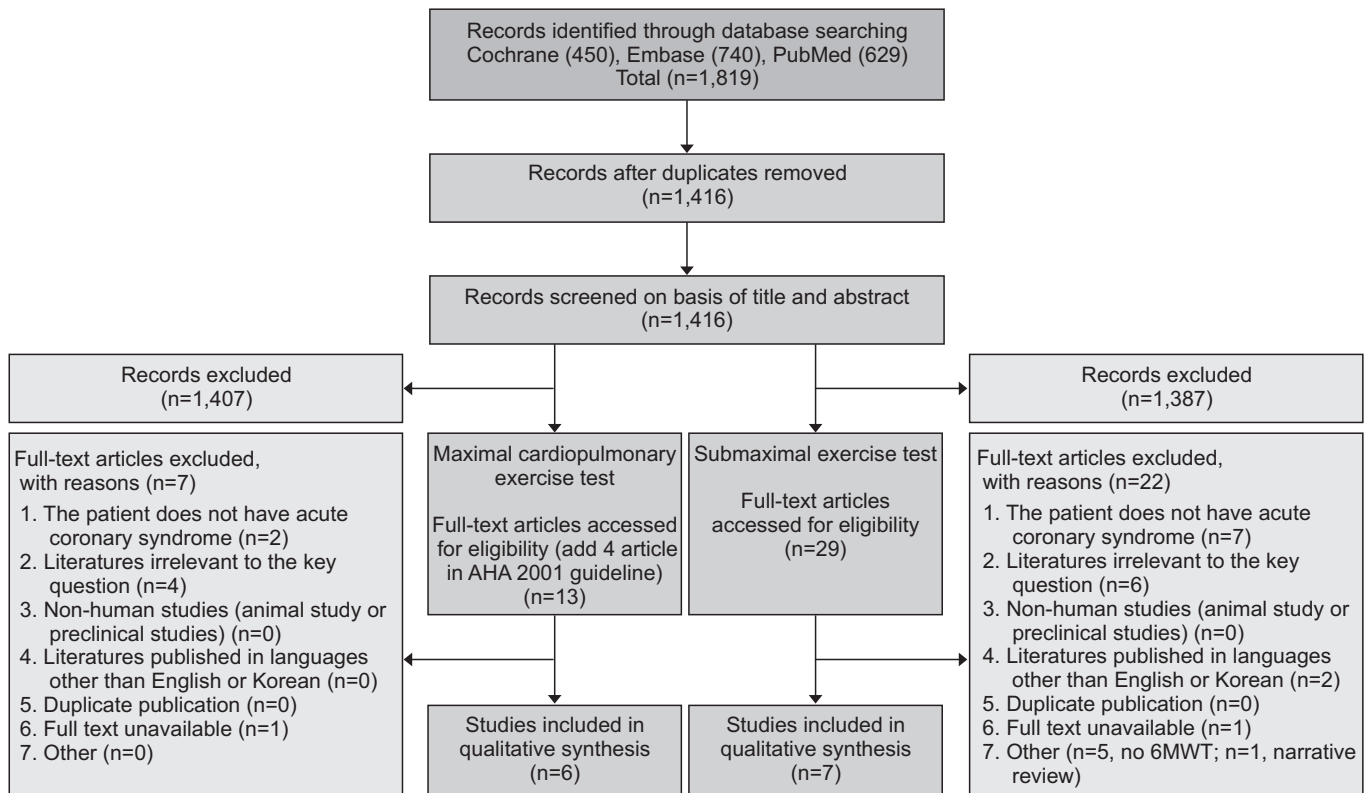 Records identified through database searching
Cochrane (450), Embase (740), PubMed (629)
Total (n=1,819)
Records after duplicates removed
(n=1,416)
Records screened on basis of title and abstract
(n=1,416)
Records excluded
(n=1,407)
Records excluded
(n=1,387)
Full-text articles excluded,
with reasons (n=7)
1. The patient does not have acute
coronary syndrome (n=2)
2. Literatures irrelevant to the key
question (n=4)
3. Non-human studies (animal study or
preclinical studies) (n=0)
4. Literatures published in languages
other than English or Korean (n=0)
5. Duplicate publication (n=0)
6. Full text unavailable (n=1)
7. Other (n=0)
Maximal cardiopulmonary
exercise test
Full-text articles accessed
for eligibility (add 4 article
in AHA 2001 guideline)
(n=13)
Submaximal exercise test
Full-text articles
accessed for eligibility
(n=29)
Full-text articles excluded,
with reasons (n=22)
1. The patient does not have acute
coronary syndrome (n=7)
2. Literatures irrelevant to the key
question (n=6)
3. Non-human studies (animal study or
preclinical studies) (n=0)
4. Literatures published in languages
other than English or Korean (n=2)
5. Duplicate publication (n=0)
6. Full text unavailable (n=1)
7. Other (n=5, no 6MWT; n=1, narrative
review)
Studies included in
qualitative synthesis
(n=6)
Studies included in
qualitative synthesis
(n=7)